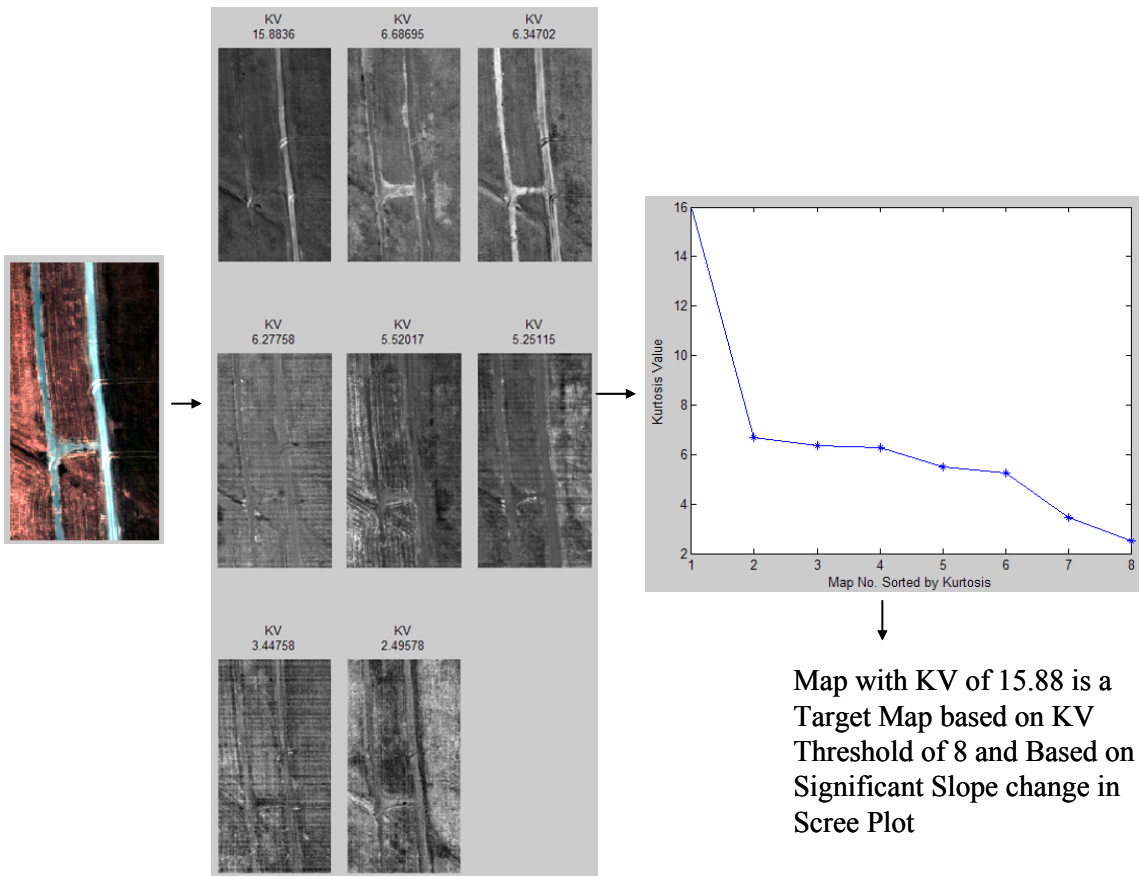 KV
15.8836
KV
6.68695
KV
6.34702
KV
6.27758
KV
5.52017
KV
5.25115
KV
3.44758
KV
2.49578
Kurtosis Value
16
14
12
10
8
6
4
2
1 2 3 4 5 6 7 8
Map No. Sorted by Kurtosis
Map with KV of 15.88 is a
Target Map based on KV
Threshold of 8 and Based on
Significant Slope change in
Scree Plot